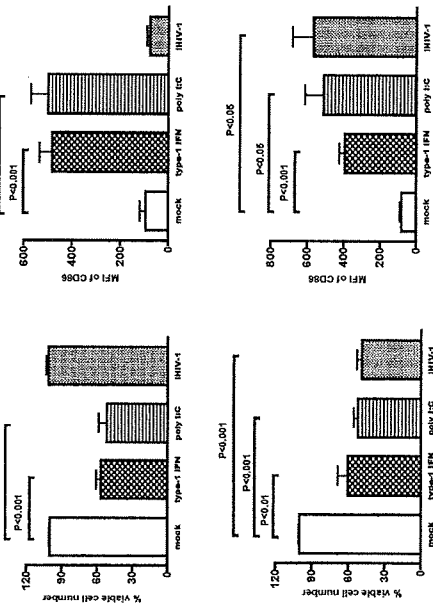 MFI of CD86
600
400
200
0
P<0.001
mock
type-1 IFN
poly I:C
iHIV-1
MFI of CD86
600
400
200
0
P<0.05
P<0.05
P<0.001
mock
type-1 IFN
poly I:C
iHIV-1
% viable cell number
120
90
60
30
0
P<0.001
mock
type-1 IFN
poly I:C
iHIV-1
% viable cell number
120
90
60
30
0
P<0.001
P<0.001
P<0.01
mock
type-1 IFN
poly I:C
iHIV-1